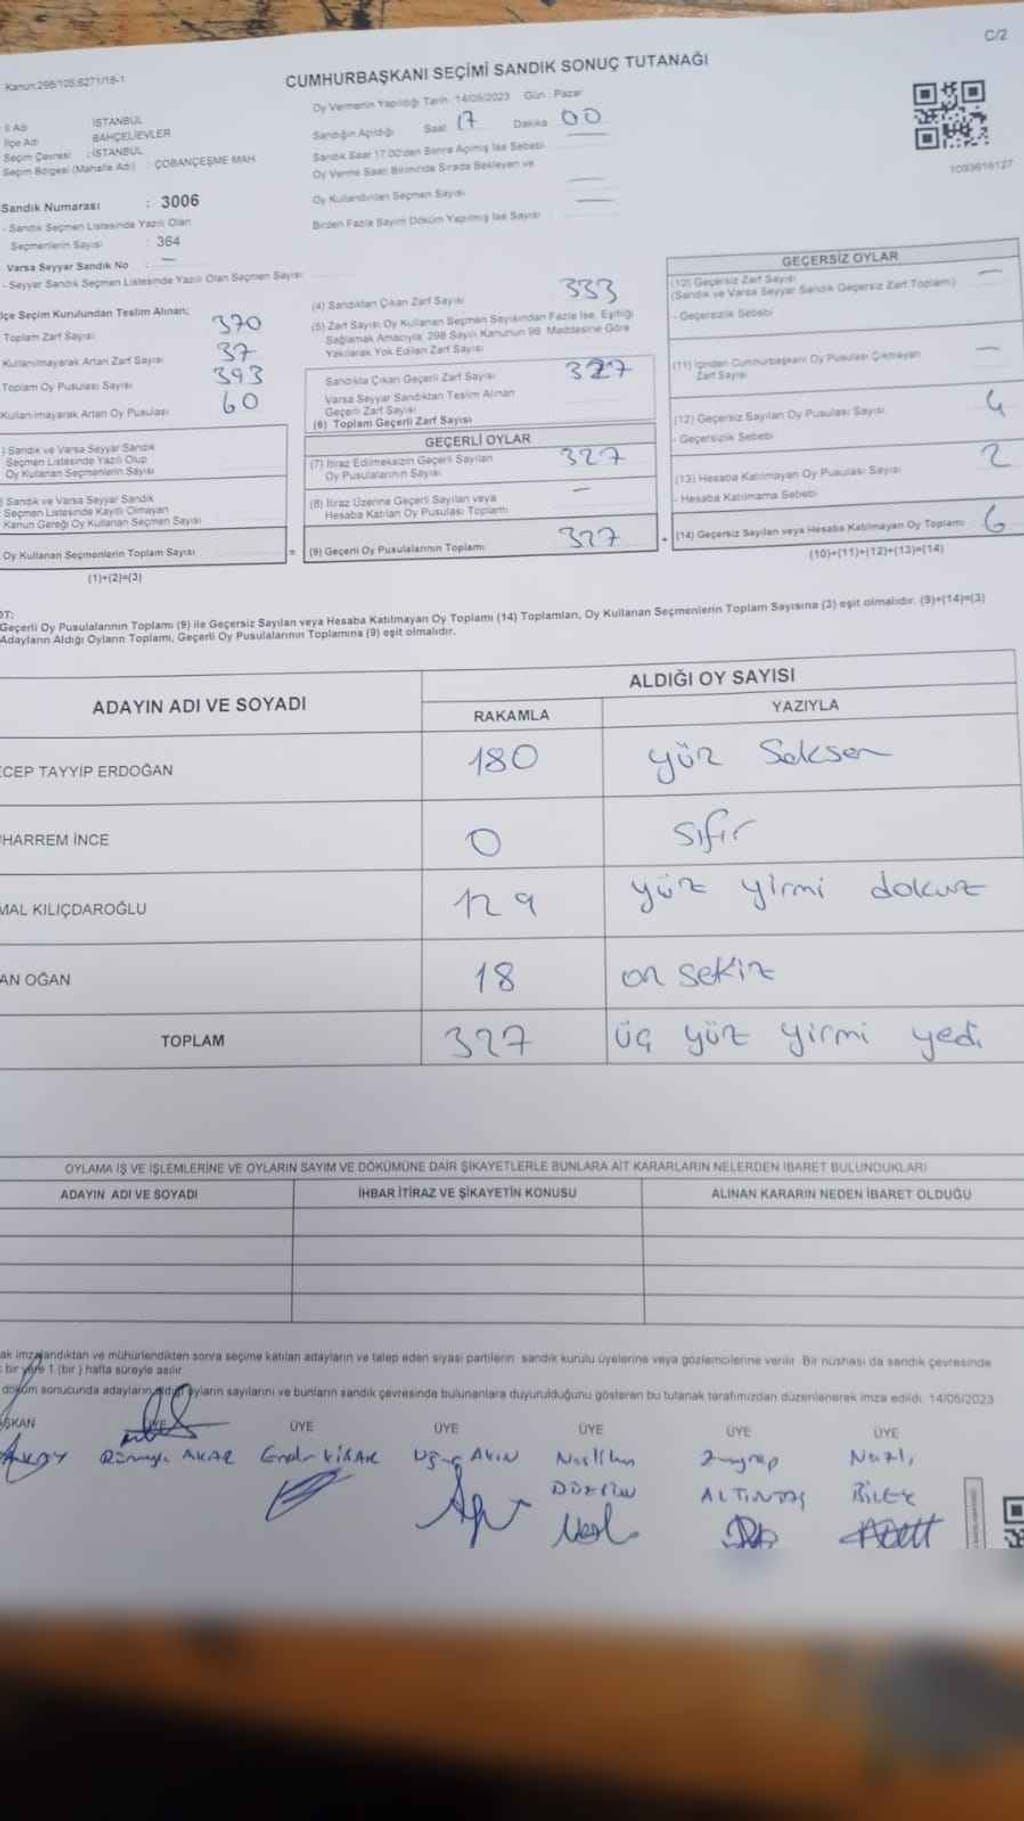 C/2
Kanun:298/105,6271/18-1
CUMHURBAŞKANI SEÇİMİ SANDIK SONUÇ TUTANAĞI
Oy Vermenin Yapıldığı Tarih: 14/05/2023 Gün: Pazar
İl Adı İSTANBUL
İlçe Adı BAHÇELİEVLER
Seçim Çevresi : İSTANBUL
Seçim Bölgesi (Mahalle Adı) : ÇOBANÇEŞME MAH
Sandık Numarası : 3006
- Sandık Seçmen Listesinde Yazılı Olan
Seçmenlerin Sayısı : 364
Varsa Seyyar Sandık No : —
- Seyyar Sandık Seçmen Listesinde Yazılı Olan Seçmen Sayısı
Sandığın Açıldığı Saat 17 Dakika 00
Sandık Saat 17.00'den Sonra Açılmış İse Sebebi
Oy Verme Saati Bitiminde Sırada Bekleyen ve
Oy Kullandırılan Seçmen Sayısı —
Birden Fazla Sayım Döküm Yapılmış İse Sayısı —
1093616127
lçe Seçim Kurulundan Teslim Alınan;
Toplam Zarf Sayısı 370
Kullanılmayarak Artan Zarf Sayısı 37
Toplam Oy Pusulası Sayısı 393
Kullanılmayarak Artan Oy Pusulası 60
) Sandık ve Varsa Seyyar Sandık
Seçmen Listesinde Yazılı Olup
Oy Kullanan Seçmenlerin Sayısı
Sandık ve Varsa Seyyar Sandık
Seçmen Listesinde Kayıtlı Olmayan
Kanun Gereği Oy Kullanan Seçmen Sayısı
Oy Kullanan Seçmenlerin Toplam Sayısı =
(1)+(2)=(3)
(4) Sandıktan Çıkan Zarf Sayısı 333
(5) Zarf Sayısı Oy Kullanan Seçmen Sayısından Fazla İse, Eşitliği
Sağlamak Amacıyla 298 Sayılı Kanunun 98. Maddesine Göre
Yakılarak Yok Edilen Zarf Sayısı
Sandıkta Çıkan Geçerli Zarf Sayısı 327
Varsa Seyyar Sandıktan Teslim Alınan
Geçerli Zarf Sayısı
(6) Toplam Geçerli Zarf Sayısı
GEÇERLİ OYLAR
(7) İtiraz Edilmeksizin Geçerli Sayılan
Oy Pusulalarının Sayısı 327
(8) İtiraz Üzerine Geçerli Sayılan veya
Hesaba Katılan Oy Pusulası Toplamı —
(9) Geçerli Oy Pusulalarının Toplamı 327 +
GEÇERSİZ OYLAR
(10) Geçersiz Zarf Sayısı —
(Sandık ve Varsa Seyyar Sandık Geçersiz Zarf Toplamı)
- Geçersizlik Sebebi
(11) İçinden Cumhurbaşkanı Oy Pusulası Çıkmayan
Zarf Sayısı —
(12) Geçersiz Sayılan Oy Pusulası Sayısı 4
- Geçersizlik Sebebi
(13) Hesaba Katılmayan Oy Pusulası Sayısı 2
- Hesaba Katılmama Sebebi
(14) Geçersiz Sayılan veya Hesaba Katılmayan Oy Toplamı 6
(10)+(11)+(12)+(13)=(14)
OT:
Geçerli Oy Pusulalarının Toplamı (9) ile Geçersiz Sayılan veya Hesaba Katılmayan Oy Toplamı (14) Toplamları, Oy Kullanan Seçmenlerin Toplam Sayısına (3) eşit olmalıdır. (9)+(14)=(3)
Adayların Aldığı Oyların Toplamı, Geçerli Oy Pusulalarının Toplamına (9) eşit olmalıdır.
ADAYIN ADI VE SOYADI ALDIĞI OY SAYISI
RAKAMLA YAZIYLA
CEP TAYYİP ERDOĞAN 180 yüz Seksen
HARREM İNCE 0 sıfır
MAL KILIÇDAROĞLU 129 yüz yirmi dokuz
AN OĞAN 18 on sekiz
TOPLAM 327 üç yüz yirmi yedi
OYLAMA İŞ VE İŞLEMLERİNE VE OYLARIN SAYIM VE DÖKÜMÜNE DAİR ŞİKAYETLERLE BUNLARA AİT KARARLARIN NELERDEN İBARET BULUNDUKLARI
ADAYIN ADI VE SOYADI İHBAR İTİRAZ VE ŞİKAYETİN KONUSU ALINAN KARARIN NEDEN İBARET OLDUĞU
ak imzalandıktan ve mühürlendikten sonra seçime katılan adayların ve talep eden siyasi partilerin sandık kurulu üyelerine veya gözlemcilerine verilir. Bir nüshası da sandık çevresinde
bir yere 1 (bir) hafta süreyle asılır.
döküm sonucunda adayların aldığı oyların sayılarını ve bunların sandık çevresinde bulunanlara duyurulduğunu gösteren bu tutanak tarafımızdan düzenlenerek imza edildi. 14/05/2023
ŞKAN ÜYE ÜYE ÜYE ÜYE ÜYE ÜYE
AKAR AKIN Nazlı
ALTINTAŞ BİLEK